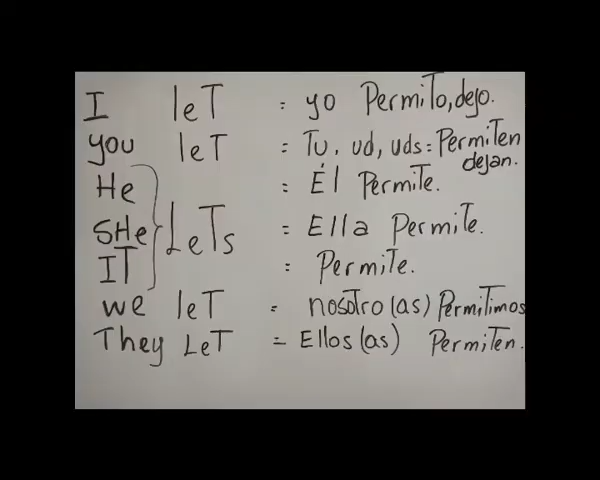 I leT = yo PermiTo, dejo.
you leT = Tu, ud, uds = PermiTen dejan.
He = Él PermiTe.
SHe LeTs = Ella PermiTe.
IT = PermiTe.
we leT = nosoTro (as) PermiTimos
They LeT = Ellos (as) PermiTen.